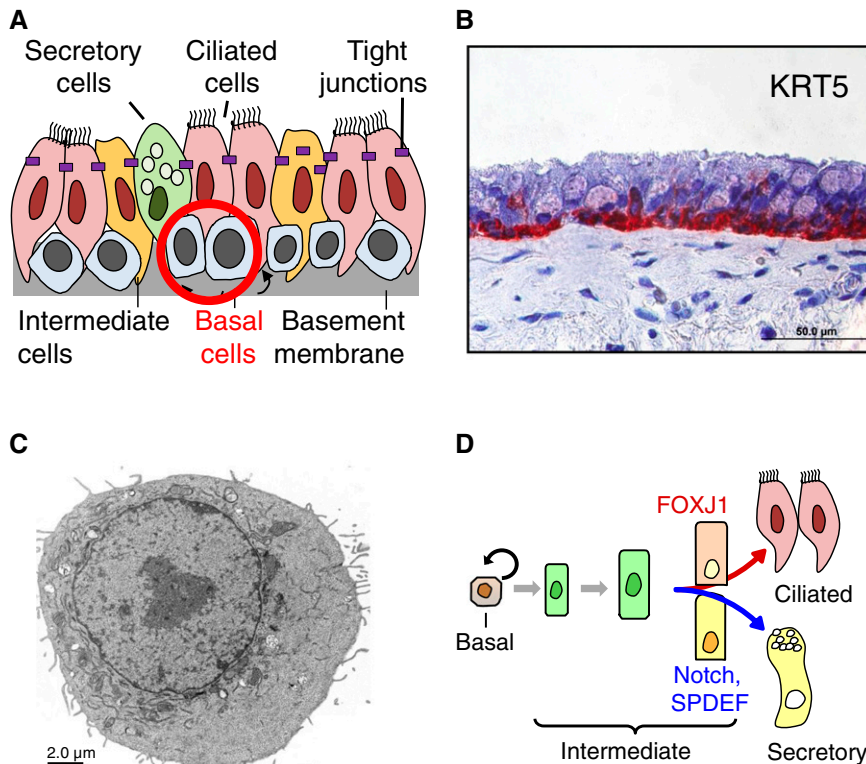 A
Secretory
cells
Ciliated
cells
Tight
junctions
Intermediate
cells
Basal
cells
Basement
membrane
B
KRT5
50.0 µm
C
2.0 µm
D
FOXJ1
Basal
Ciliated
Notch,
SPDEF
Intermediate
Secretory